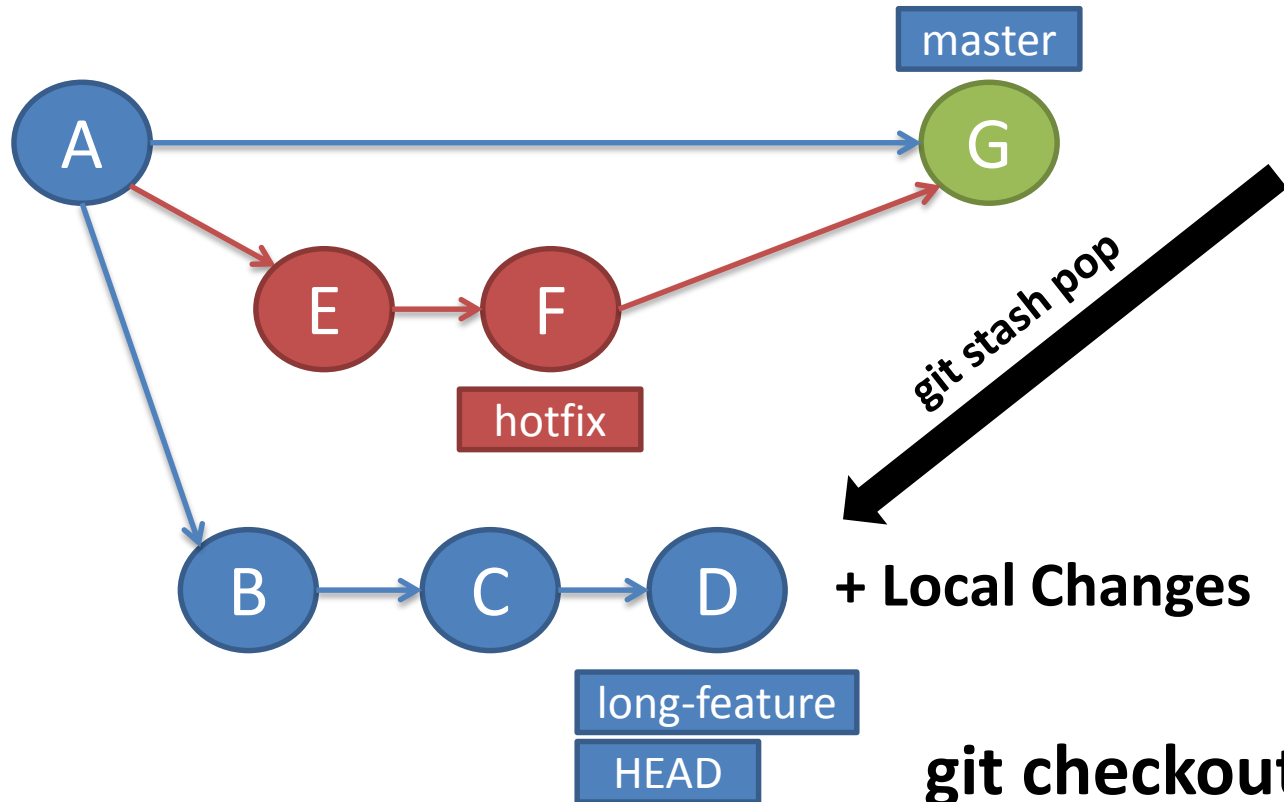 master
A
G
git stash pop
E
F
hotfix
B
C
D
+ Local Changes
long-feature
HEAD
git checkout